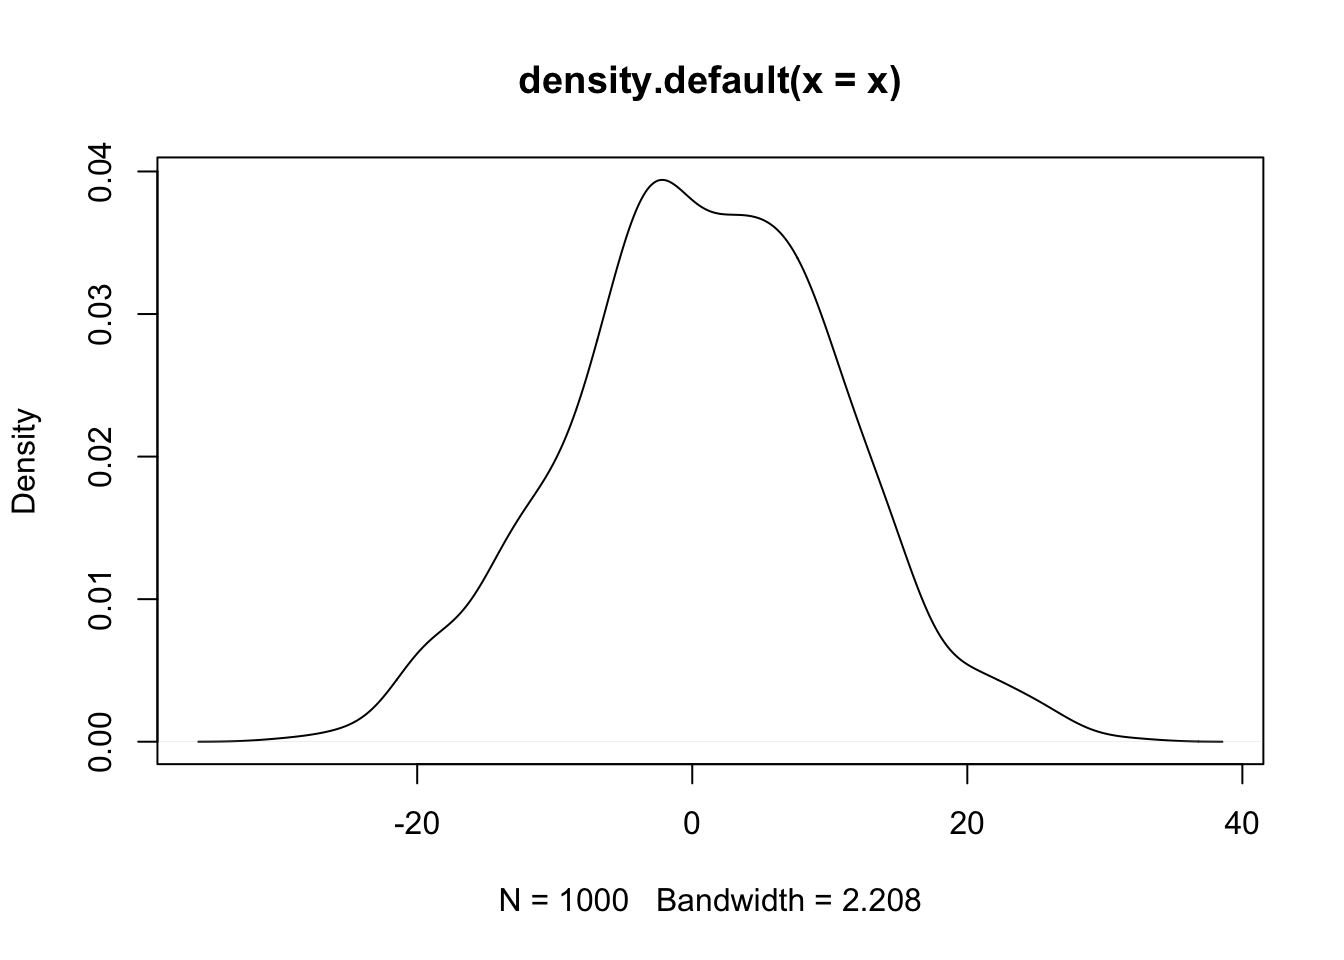 density.default(x = x)
0.04
0.03
0.02
0.01
0.00
Density
-20 0 20 40
N = 1000   Bandwidth = 2.208